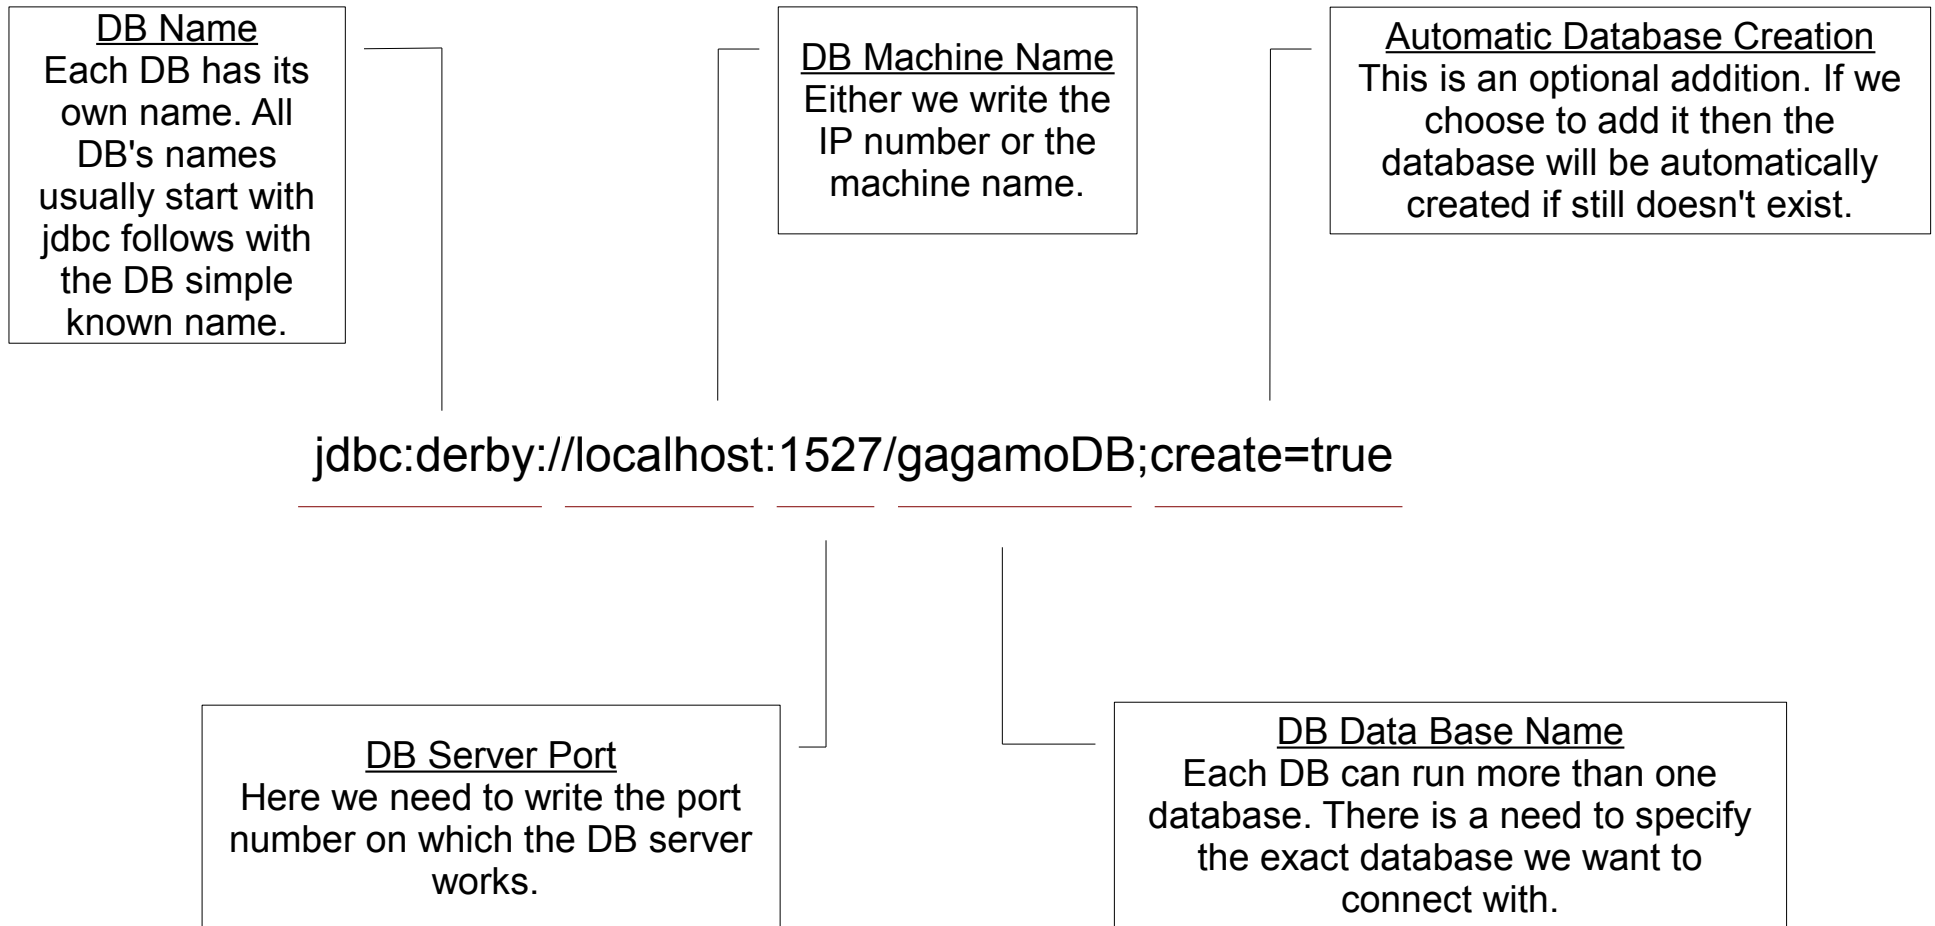 DB Name
Each DB has its
own name. All
DB's names
usually start with
jdbc follows with
the DB simple
known name.
DB Machine Name
Either we write the
IP number or the
machine name.
Automatic Database Creation
This is an optional addition. If we
choose to add it then the
database will be automatically
created if still doesn't exist.
jdbc:derby://localhost:1527/gagamoDB;create=true
DB Server Port
Here we need to write the port
number on which the DB server
works.
DB Data Base Name
Each DB can run more than one
database. There is a need to specify
the exact database we want to
connect with.